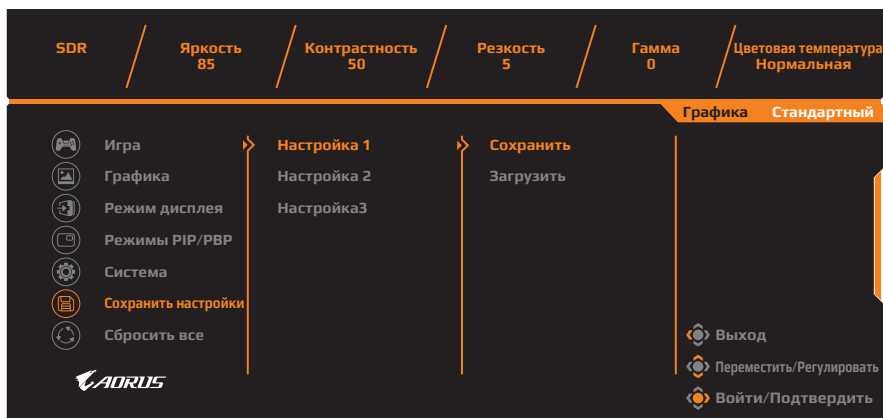 SDR
Яркость
85
Контрастность
50
Резкость
5
Гамма
0
Цветовая температура
Нормальная
Графика Стандартный
Игра
Графика
Режим дисплея
Режимы PIP/PBP
Система
Сохранить настройки
Сбросить все
Настройка 1
Настройка 2
Настройка3
Сохранить
Загрузить
Выход
Переместить/Регулировать
Войти/Подтвердить
AORUS